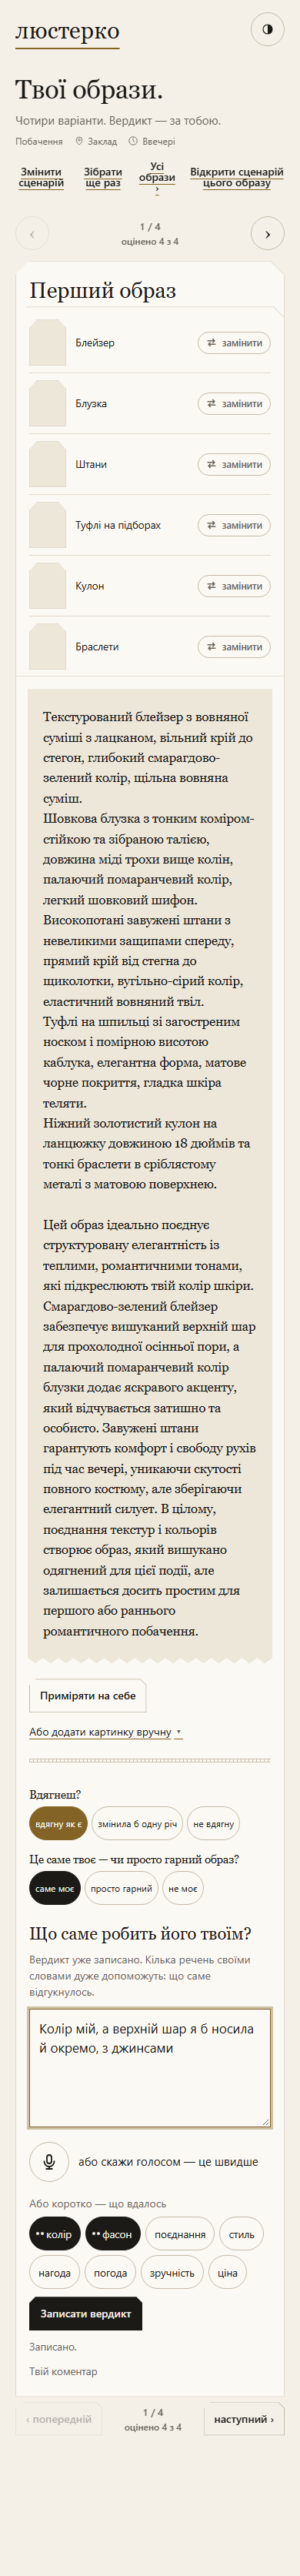 люстерко
Твої образи.
Чотири варіанти. Вердикт — за тобою.
Побачення Заклад Ввечері
Змінити сценарій
Зібрати ще раз
Усі образи ›
Відкрити сценарій цього образу
‹
1 / 4
оцінено 4 з 4
›
Перший образ
Блейзер ⇄ замінити
Блузка ⇄ замінити
Штани ⇄ замінити
Туфлі на підборах ⇄ замінити
Кулон ⇄ замінити
Браслети ⇄ замінити
Текстурований блейзер з вовняної
суміші з лацканом, вільний крій до
стегон, глибокий смарагдово-
зелений колір, щільна вовняна
суміш.
Шовкова блузка з тонким коміром-
стійкою та зібраною талією,
довжина міді трохи вище колін,
палаючий помаранчевий колір,
легкий шовковий шифон.
Високопотані завужені штани з
невеликими защипами спереду,
прямий крій від стегна до
щиколотки, вугільно-сірий колір,
еластичний вовняний твіл.
Туфлі на шпильці зі загостреним
носком і помірною висотою
каблука, елегантна форма, матове
чорне покриття, гладка шкіра
теляти.
Ніжний золотистий кулон на
ланцюжку довжиною 18 дюймів та
тонкі браслети в сріблястому
металі з матовою поверхнею.
Цей образ ідеально поєднує
структуровану елегантність із
теплими, романтичними тонами,
які підкреслюють твій колір шкіри.
Смарагдово-зелений блейзер
забезпечує вишуканий верхній шар
для прохолодної осінньої пори, а
палаючий помаранчевий колір
блузки додає яскравого акценту,
який відчувається затишно та
особисто. Завужені штани
гарантують комфорт і свободу рухів
під час вечері, уникаючи скутості
повного костюму, але зберігаючи
елегантний силует. В цілому,
поєднання текстур і кольорів
створює образ, який вишукано
одягнений для цієї події, але
залишається досить простим для
першого або раннього
романтичного побачення.
Приміряти на себе
Або додати картинку вручну ▾
Вдягнеш?
вдягну як є змінила б одну річ не вдягну
Це саме твоє — чи просто гарний образ?
саме моє просто гарний не моє
Що саме робить його твоїм?
Вердикт уже записано. Кілька речень своїми
словами дуже допоможуть: що саме
відгукнулось.
Колір мій, а верхній шар я б носила
й окремо, з джинсами
або скажи голосом — це швидше
Або коротко — що вдалось
колір фасон поєднання стиль
нагода погода зручність ціна
Записати вердикт
Записано.
Твій коментар
‹ попередній
1 / 4
оцінено 4 з 4
наступний ›